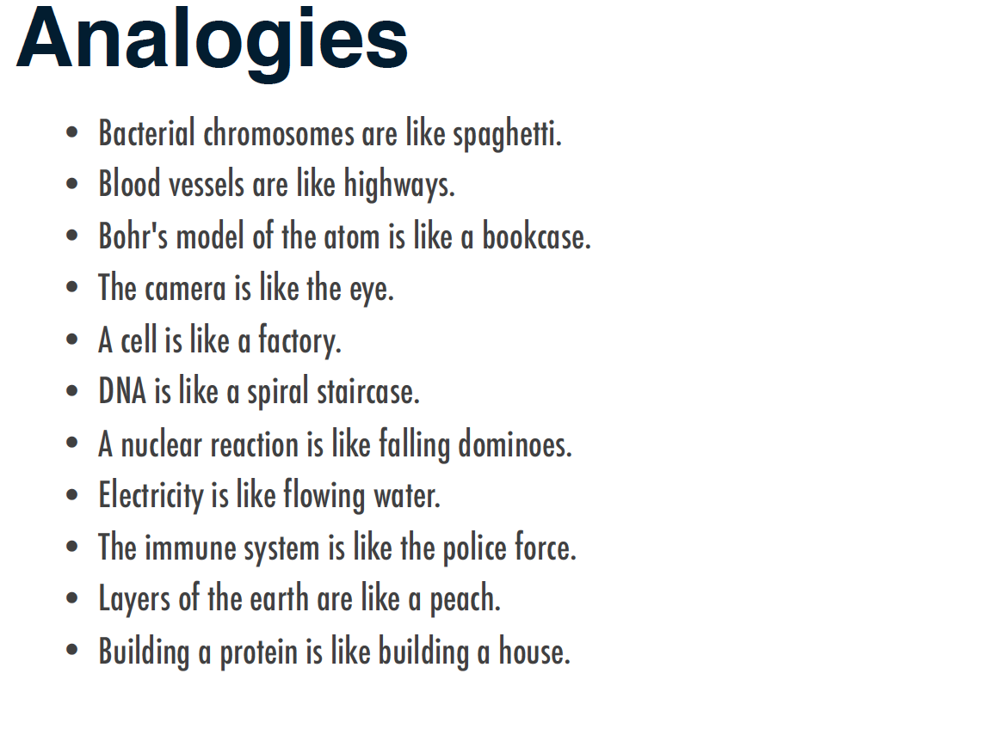 Analogies
• Bacterial chromosomes are like spaghetti.
• Blood vessels are like highways.
• Bohr's model of the atom is like a bookcase.
• The camera is like the eye.
• A cell is like a factory.
• DNA is like a spiral staircase.
• A nuclear reaction is like falling dominoes.
• Electricity is like flowing water.
• The immune system is like the police force.
• Layers of the earth are like a peach.
• Building a protein is like building a house.